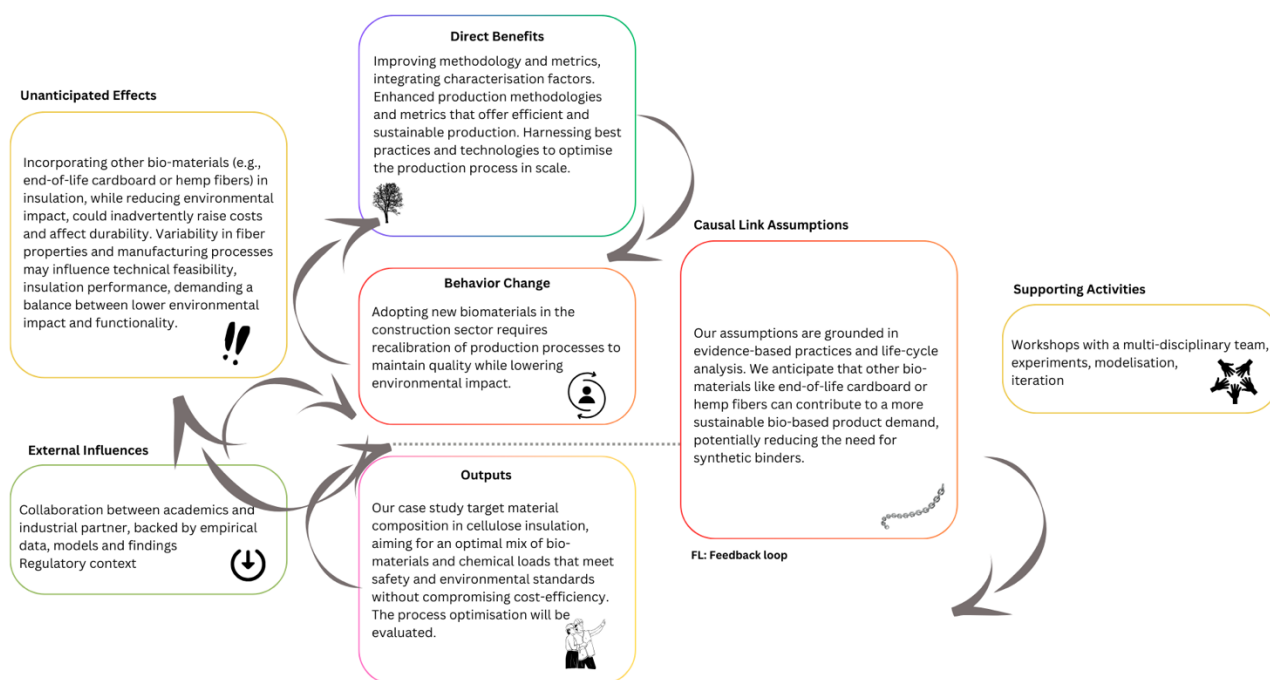 Direct Benefits
Improving methodology and metrics,
integrating characterisation factors.
Enhanced production methodologies
and metrics that offer efficient and
sustainable production. Harnessing best
practices and technologies to optimise
the production process in scale.
Unanticipated Effects
Incorporating other bio-materials (e.g.,
end-of-life cardboard or hemp fibers) in
insulation, while reducing environmental
impact, could inadvertently raise costs
and affect durability. Variability in fiber
properties and manufacturing processes
may influence technical feasibility,
insulation performance, demanding a
balance between lower environmental
impact and functionality.
Behavior Change
Adopting new biomaterials in the
construction sector requires
recalibration of production processes to
maintain quality while lowering
environmental impact.
Causal Link Assumptions
Our assumptions are grounded in
evidence-based practices and life-cycle
analysis. We anticipate that other bio-
materials like end-of-life cardboard or
hemp fibers can contribute to a more
sustainable bio-based product demand,
potentially reducing the need for
synthetic binders.
FL: Feedback loop
Supporting Activities
Workshops with a multi-disciplinary team,
experiments, modelisation,
iteration
External Influences
Collaboration between academics and
industrial partner, backed by empirical
data, models and findings
Regulatory context
Outputs
Our case study target material
composition in cellulose insulation,
aiming for an optimal mix of bio-
materials and chemical loads that meet
safety and environmental standards
without compromising cost-efficiency.
The process optimisation will be
evaluated.